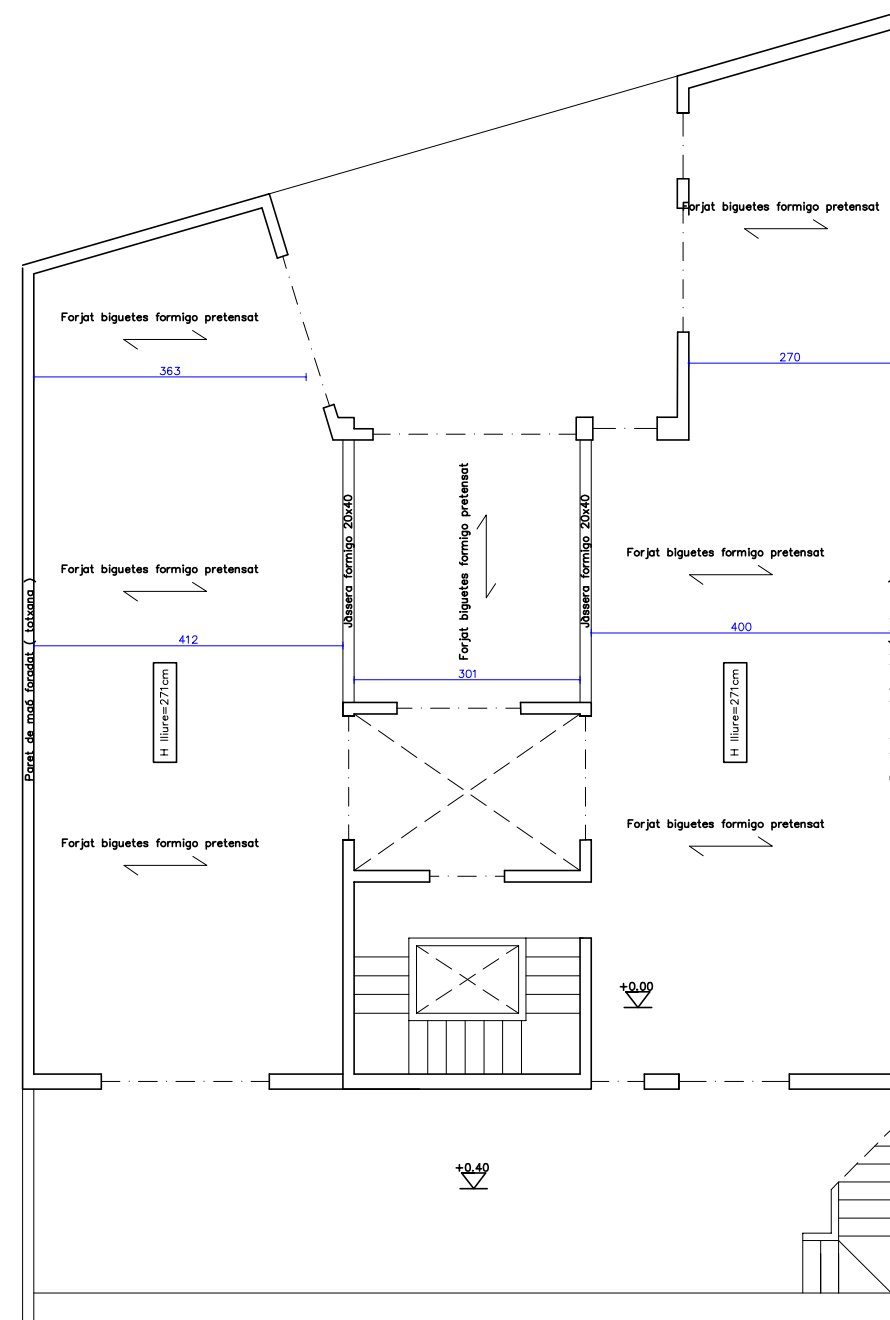 Forjat biguetes formigo pretensat
Forjat biguetes formigo pretensat
363
270
Jàssera formigo 20x40
Forjat biguetes formigo pretensat
Jàssera formigo 20x40
Forjat biguetes formigo pretensat
Forjat biguetes formigo pretensat
Paret de maó foradat ( totxana )
412
400
301
H lliure=271cm
H lliure=271cm
Forjat biguetes formigo pretensat
Forjat biguetes formigo pretensat
+0.00
+0.40